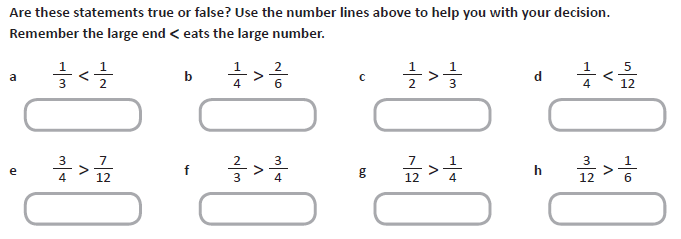 Are these statements true or false? Use the number lines above to help you with your decision.
Remember the large end < eats the large number.
a 1/3 < 1/2 b 1/4 > 2/6 c 1/2 > 1/3 d 1/4 < 5/12
e 3/4 > 7/12 f 2/3 > 3/4 g 7/12 > 1/4 h 3/12 > 1/6